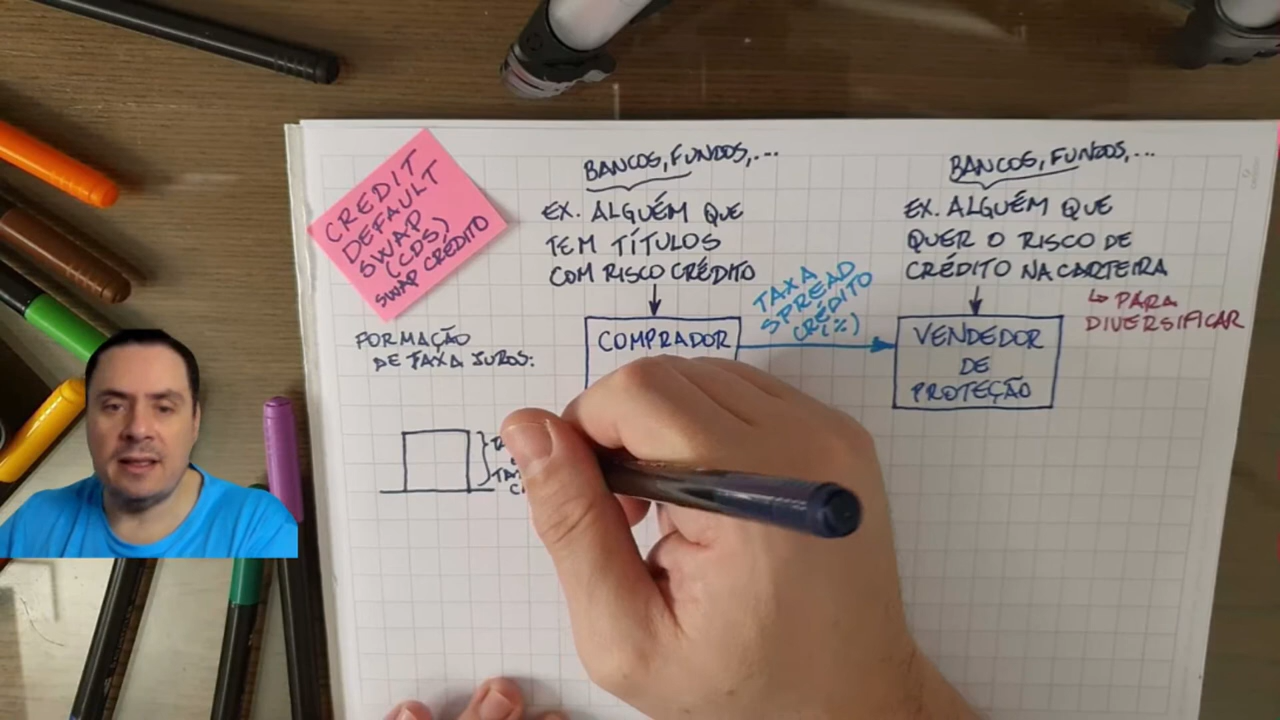 CREDIT
DEFAULT
SWAP
(CDS)
SWAP CRÉDITO
BANCOS, FUNDOS,...
EX. ALGUÉM QUE
TEM TÍTULOS
COM RISCO CRÉDITO
BANCOS, FUNDOS,...
EX. ALGUÉM QUE
QUER O RISCO DE
CRÉDITO NA CARTEIRA
↳ PARA
DIVERSIFICAR
TAXA
SPREAD
CRÉDITO
(%)
COMPRADOR
VENDEDOR
DE
PROTEÇÃO
FORMAÇÃO
DE TAXA JUROS: